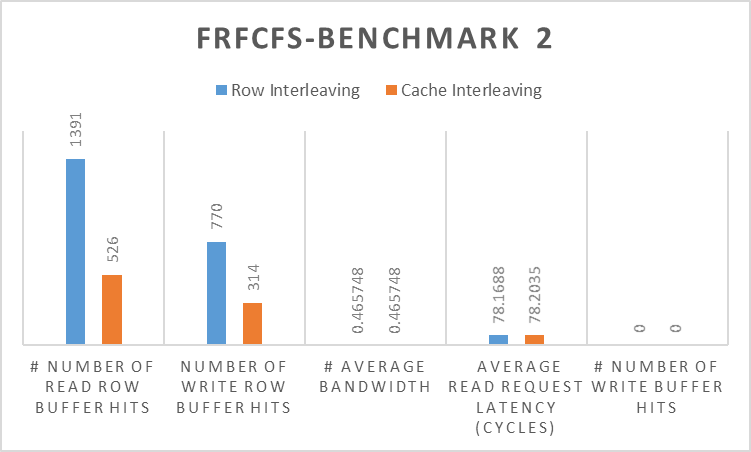 FRFCFS-BENCHMARK 2
Row Interleaving
Cache Interleaving
1391
526
770
314
0.465748
0.465748
78.1688
78.2035
0
0
# NUMBER OF
READ ROW
BUFFER HITS
NUMBER OF
WRITE ROW
BUFFER HITS
# AVERAGE
BANDWIDTH
AVERAGE
READ REQUEST
LATENCY
(CYCLES)
# NUMBER OF
WRITE BUFFER
HITS